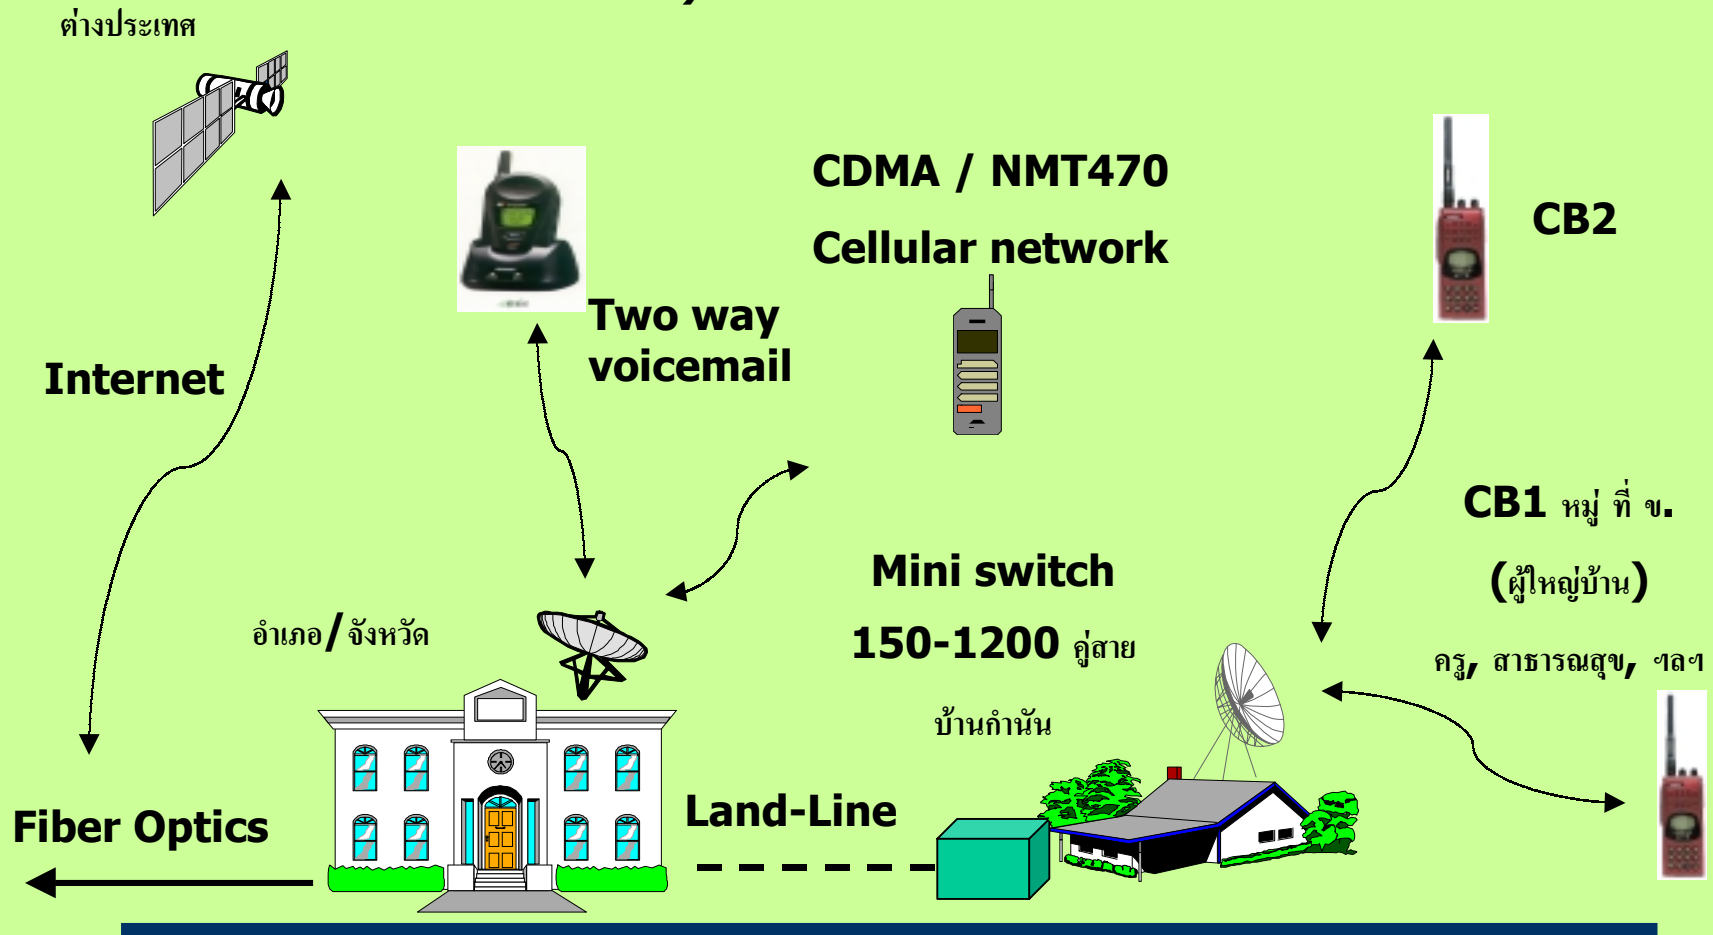 ต่างประเทศ
CDMA / NMT470
Cellular network
CB2
Two way
voicemail
Internet
CB1 หมู่ ที่ ข.
(ผู้ใหญ่บ้าน)
ครู, สาธารณสุข, ฯลฯ
Mini switch
150-1200 คู่สาย
บ้านกำนัน
อำเภอ/จังหวัด
Land-Line
Fiber Optics